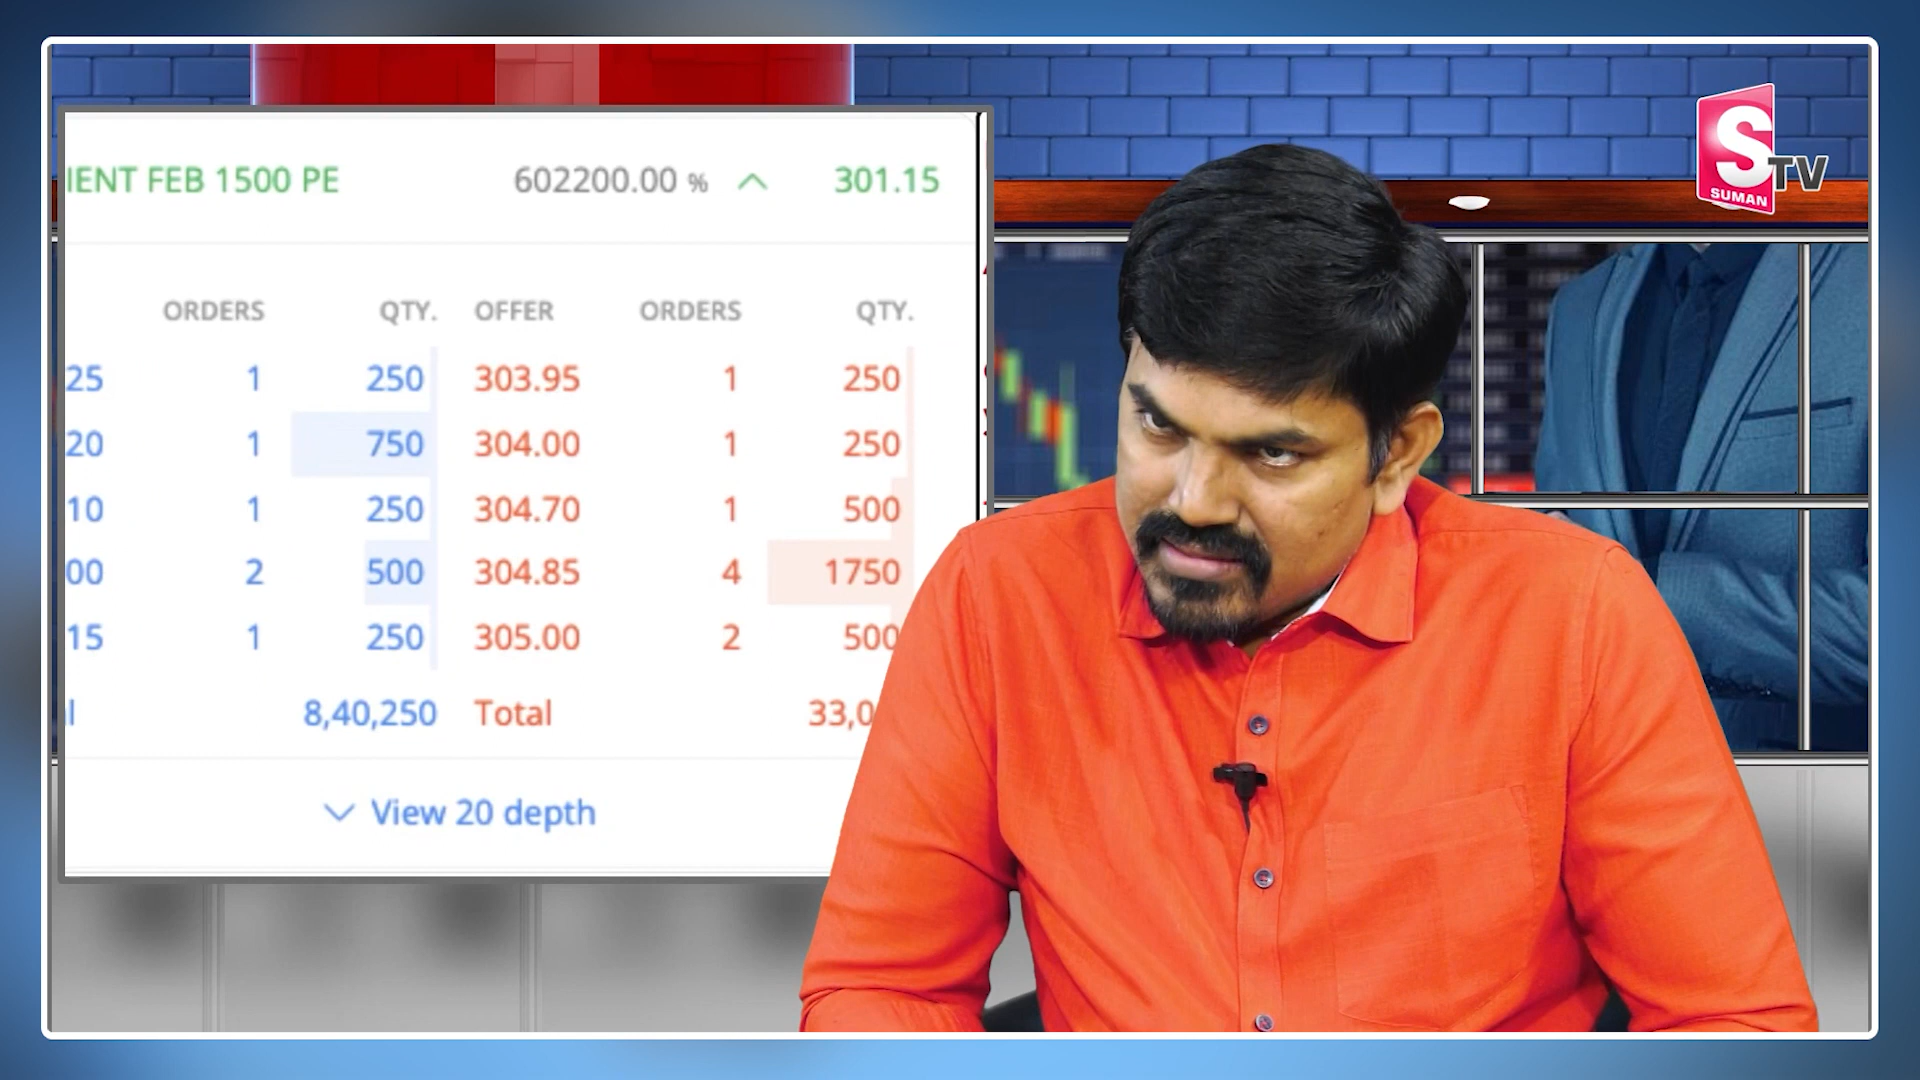 IENT FEB 1500 PE 602200.00 % 301.15
S TV
SUMAN
ORDERS QTY. OFFER ORDERS QTY.
25 1 250 303.95 1 250
20 1 750 304.00 1 250
10 1 250 304.70 1 500
00 2 500 304.85 4 1750
15 1 250 305.00 2 500
l 8,40,250 Total 33,0
View 20 depth